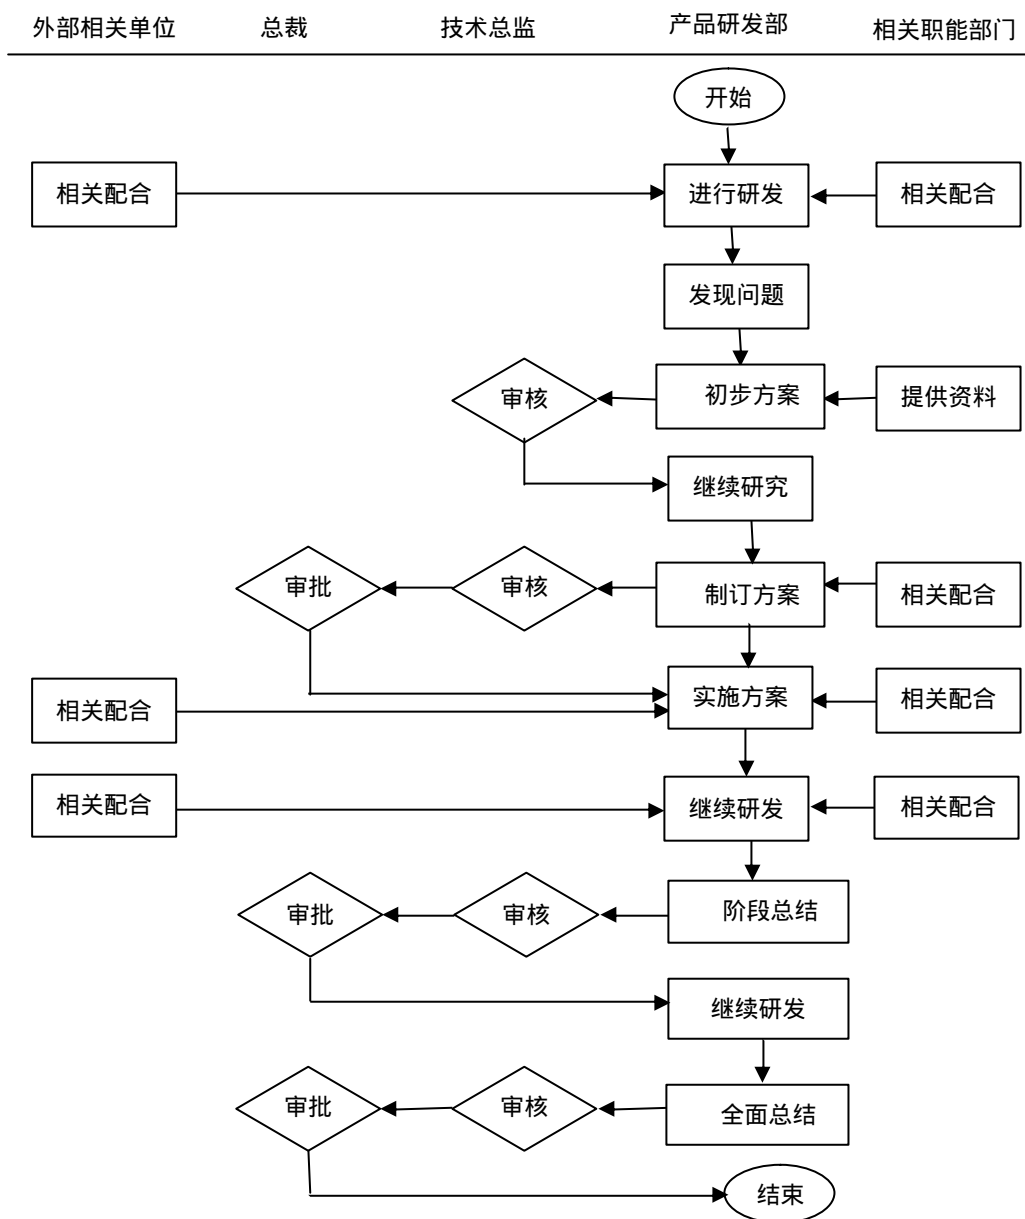 外部相关单位 总裁 技术总监 产品研发部 相关职能部门
开始
相关配合 进行研发 相关配合
发现问题
审核 初步方案 提供资料
继续研究
审批 审核 制订方案 相关配合
相关配合 实施方案 相关配合
相关配合 继续研发 相关配合
审批 审核 阶段总结
继续研发
审批 审核 全面总结
结束